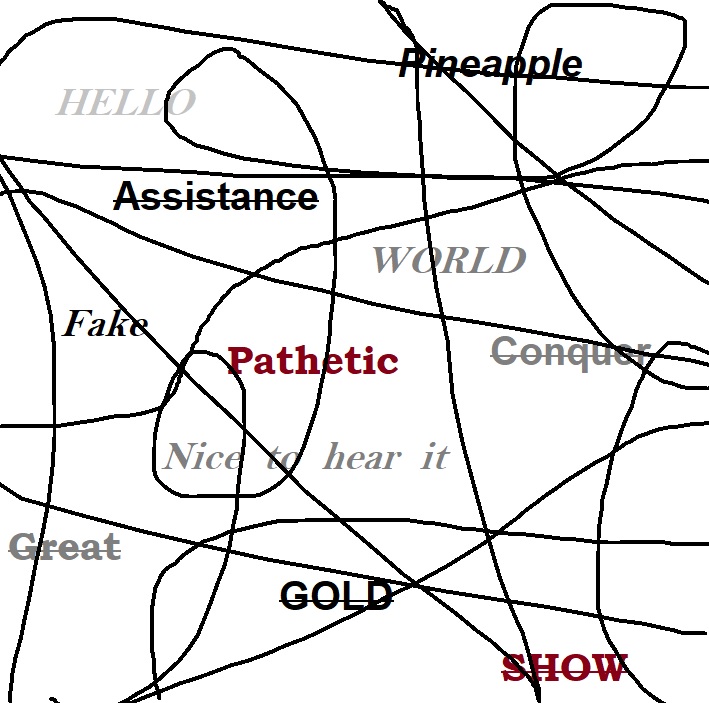 Pineapple
HELLO
Assistance
WORLD
Fake
Conquer
Pathetic
Nice to hear it
Great
GOLD
SHOW